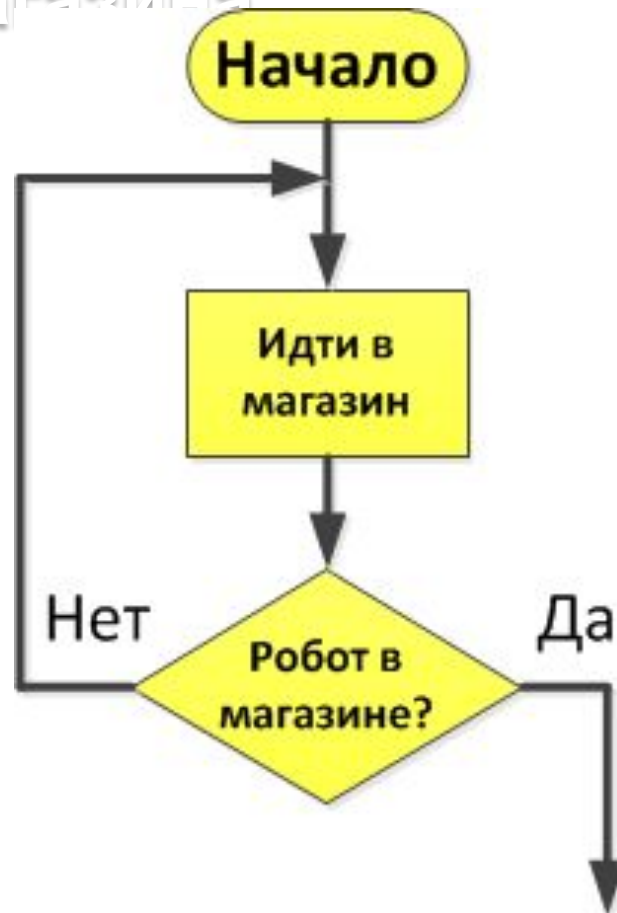 Начало
Идти в
магазин
Нет
Да
Робот в
магазине?